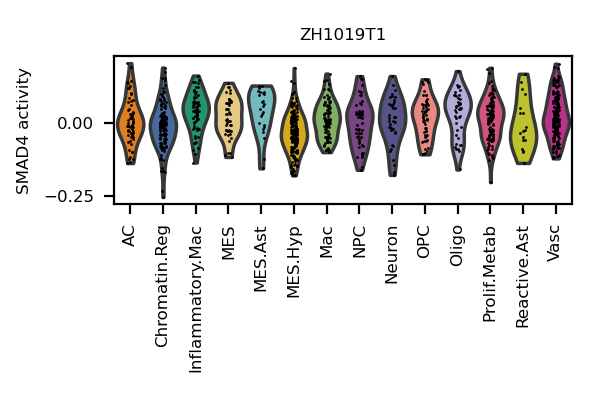 ZH1019T1
SMAD4 activity
0.00
−0.25
AC
Chromatin.Reg
Inflammatory.Mac
MES
MES.Ast
MES.Hyp
Mac
NPC
Neuron
OPC
Oligo
Prolif.Metab
Reactive.Ast
Vasc